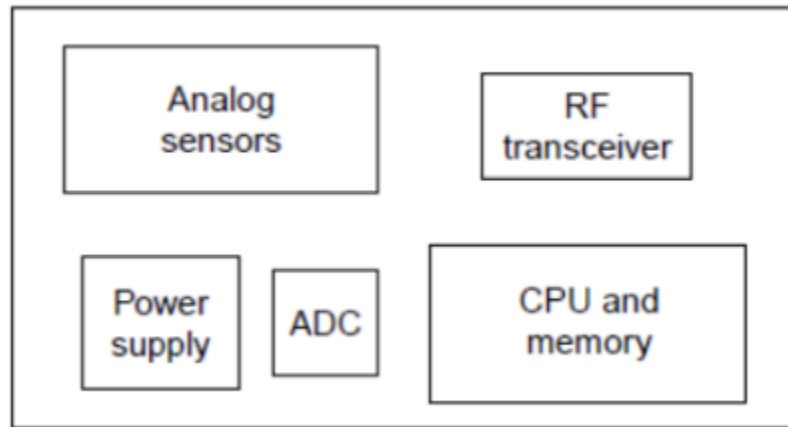 Analog
sensors
RF
transceiver
Power
supply
ADC
CPU and
memory